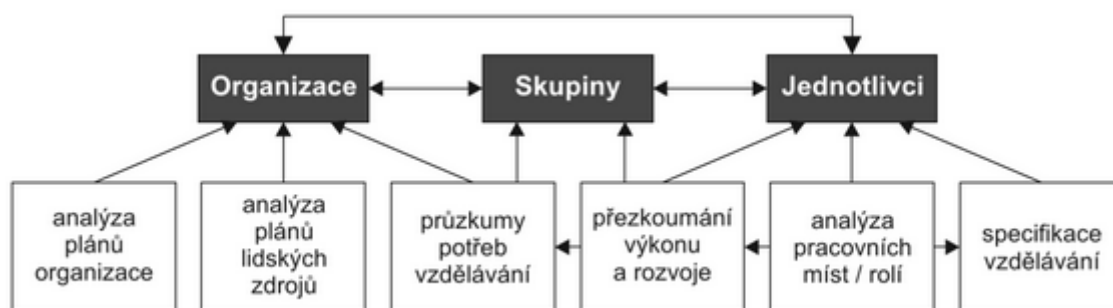 Organizace
Skupiny
Jednotlivci
analýza
plánů
organizace
analýza
plánů
lidských
zdrojů
průzkumy
potřeb
vzdělávání
přezkoumání
výkonu
a rozvoje
analýza
pracovních
míst / rolí
specifikace
vzdělávání